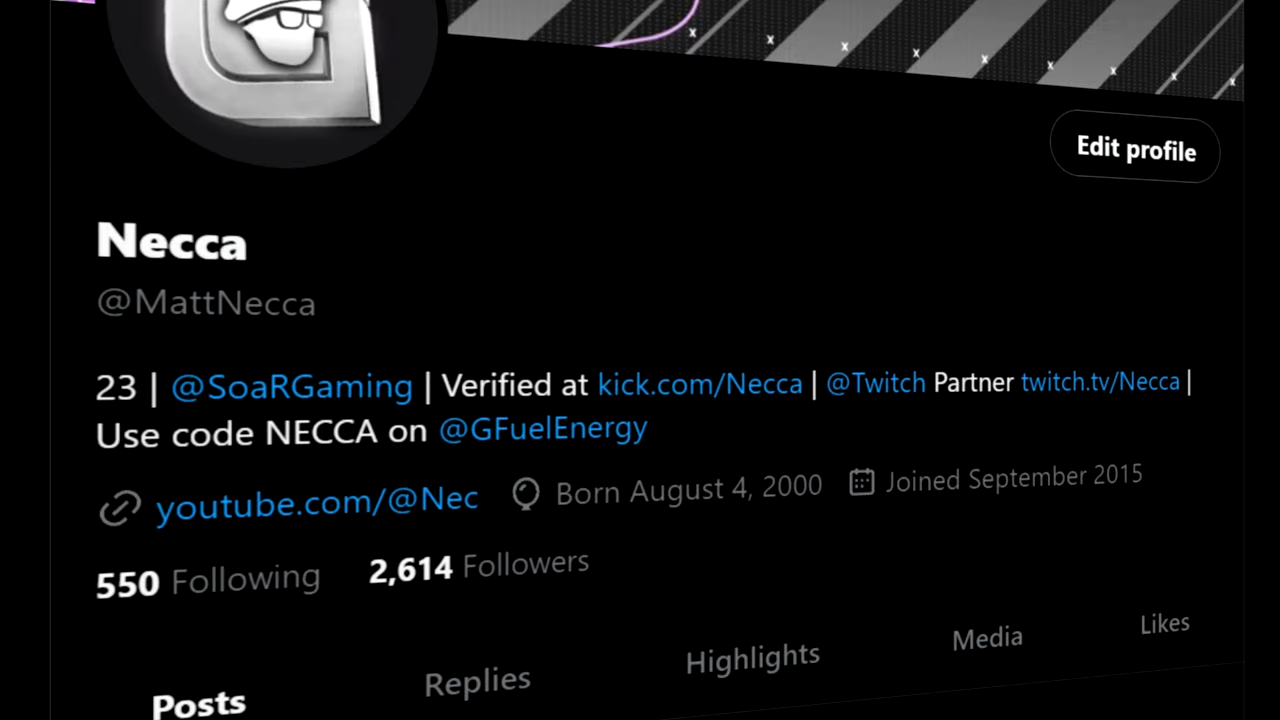 Edit profile
Necca
@MattNecca
23 | @SoaRGaming | Verified at kick.com/Necca | @Twitch Partner twitch.tv/Necca |
Use code NECCA on @GFuelEnergy
youtube.com/@Nec Born August 4, 2000 Joined September 2015
550 Following 2,614 Followers
Posts Replies Highlights Media Likes